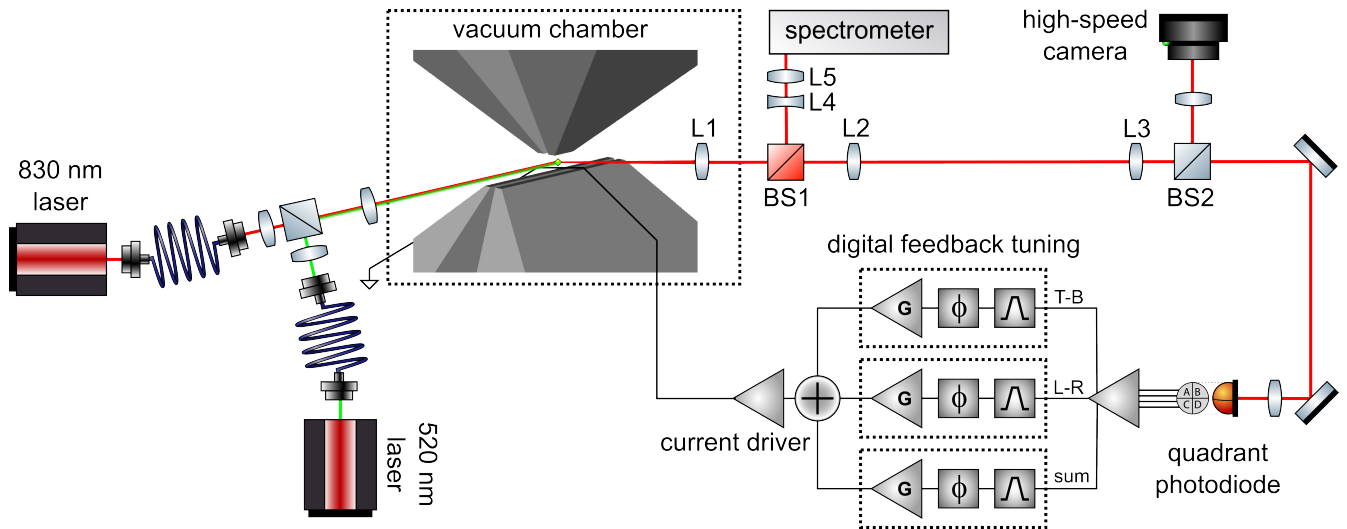 vacuum chamber
spectrometer
high-speed
camera
L5
L4
L1
L2
L3
BS1
BS2
830 nm
laser
520 nm
laser
digital feedback tuning
G
ϕ
T-B
G
ϕ
L-R
G
ϕ
sum
current driver
A B
C D
quadrant
photodiode